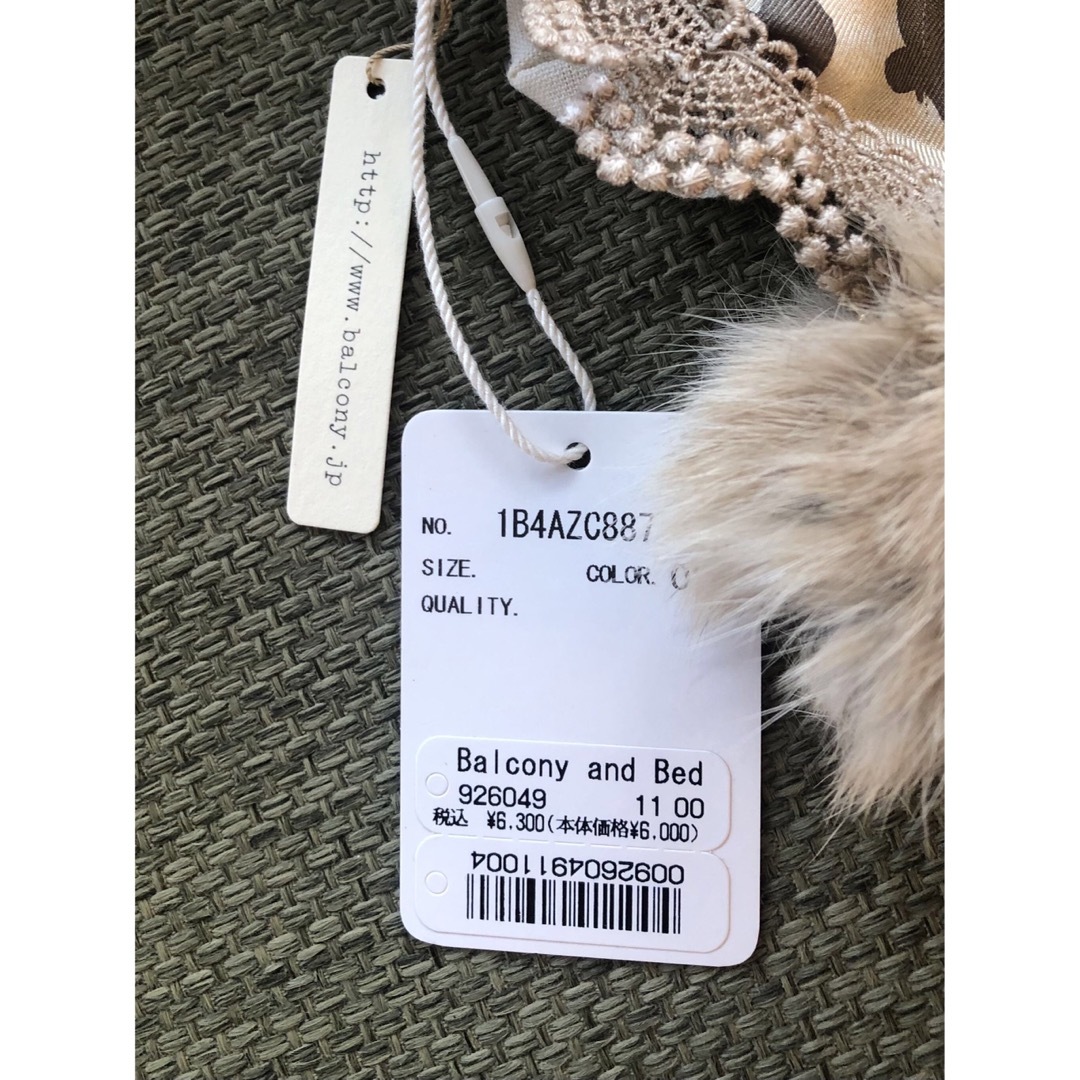 http://www.balcony.jp
NO. 1B4AZC887
SIZE. COLOR. 0
QUALITY.
Balcony and Bed
926049 11 00
税込 ¥6,300(本体価格¥6,000)
0092604911004